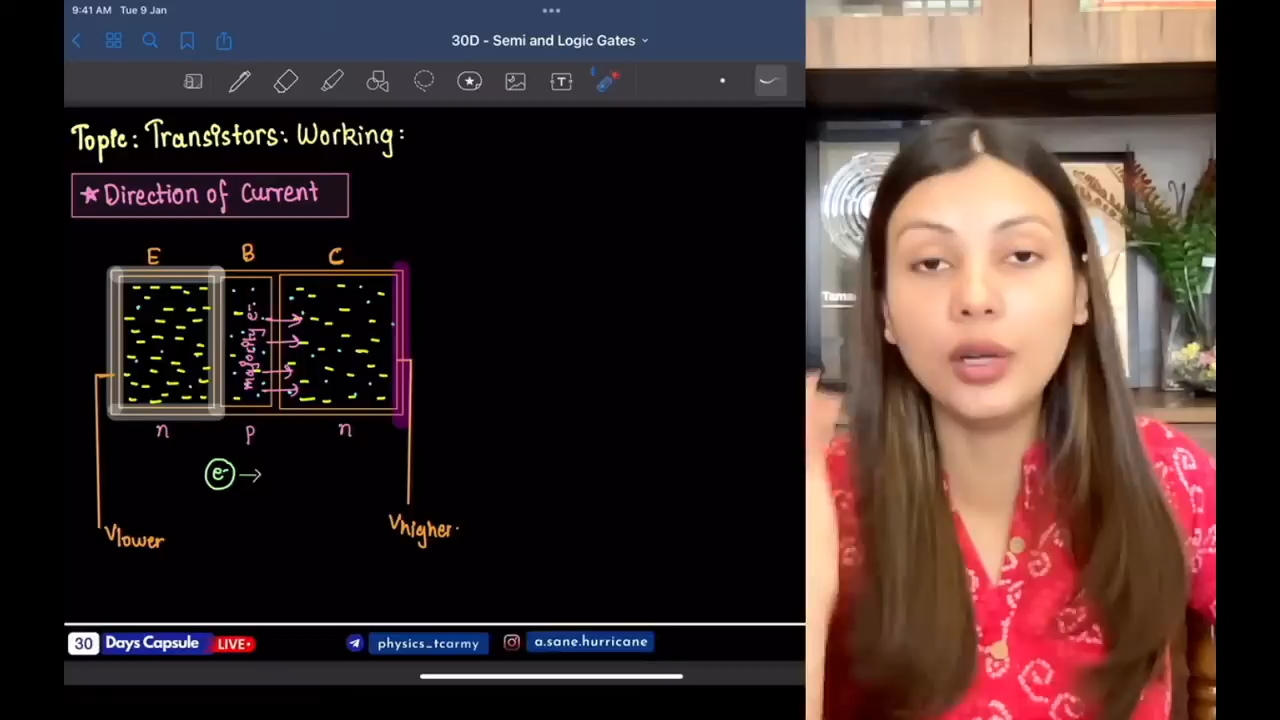 9:41 AM Tue 9 Jan
30D - Semi and Logic Gates
T
Topic: Transistors: Working:
★ Direction of Current
E B C
majority e-
n p n
e- →
Vlower
Vhigher.
30 Days Capsule LIVE
physics_tcarmy
a.sane.hurricane